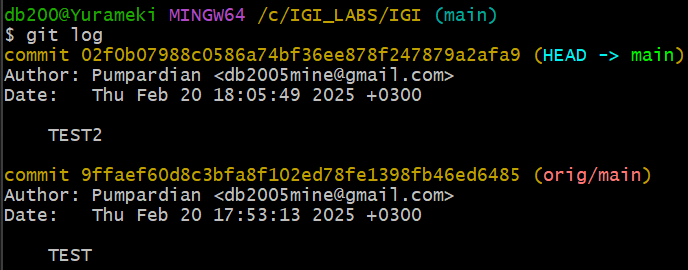 db200@Yurameki MINGW64 /c/IGI_LABS/IGI (main)
$ git log
commit 02f0b07988c0586a74bf36ee878f247879a2afa9 (HEAD -> main)
Author: Pumpardian <db2005mine@gmail.com>
Date:   Thu Feb 20 18:05:49 2025 +0300
TEST2
commit 9ffaef60d8c3bfa8f102ed78fe1398fb46ed6485 (orig/main)
Author: Pumpardian <db2005mine@gmail.com>
Date:   Thu Feb 20 17:53:13 2025 +0300
TEST